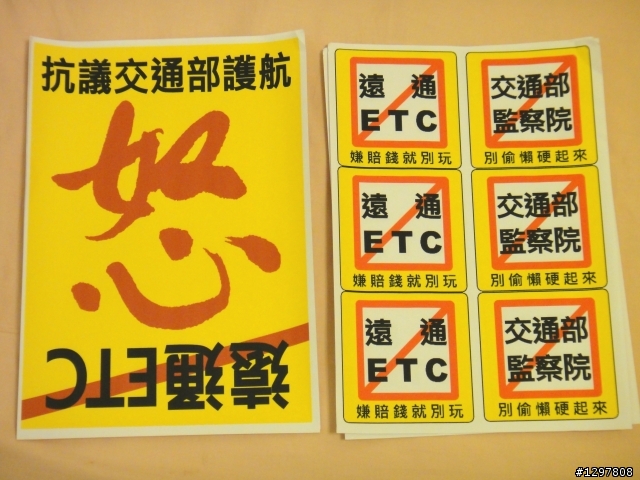 抗議交通部護航
怒
遠通ETC
遠 通
ETC
嫌賠錢就別玩
交通部
監察院
別偷懶硬起來
遠 通
ETC
嫌賠錢就別玩
交通部
監察院
別偷懶硬起來
遠 通
ETC
嫌賠錢就別玩
交通部
監察院
別偷懶硬起來
#1297808